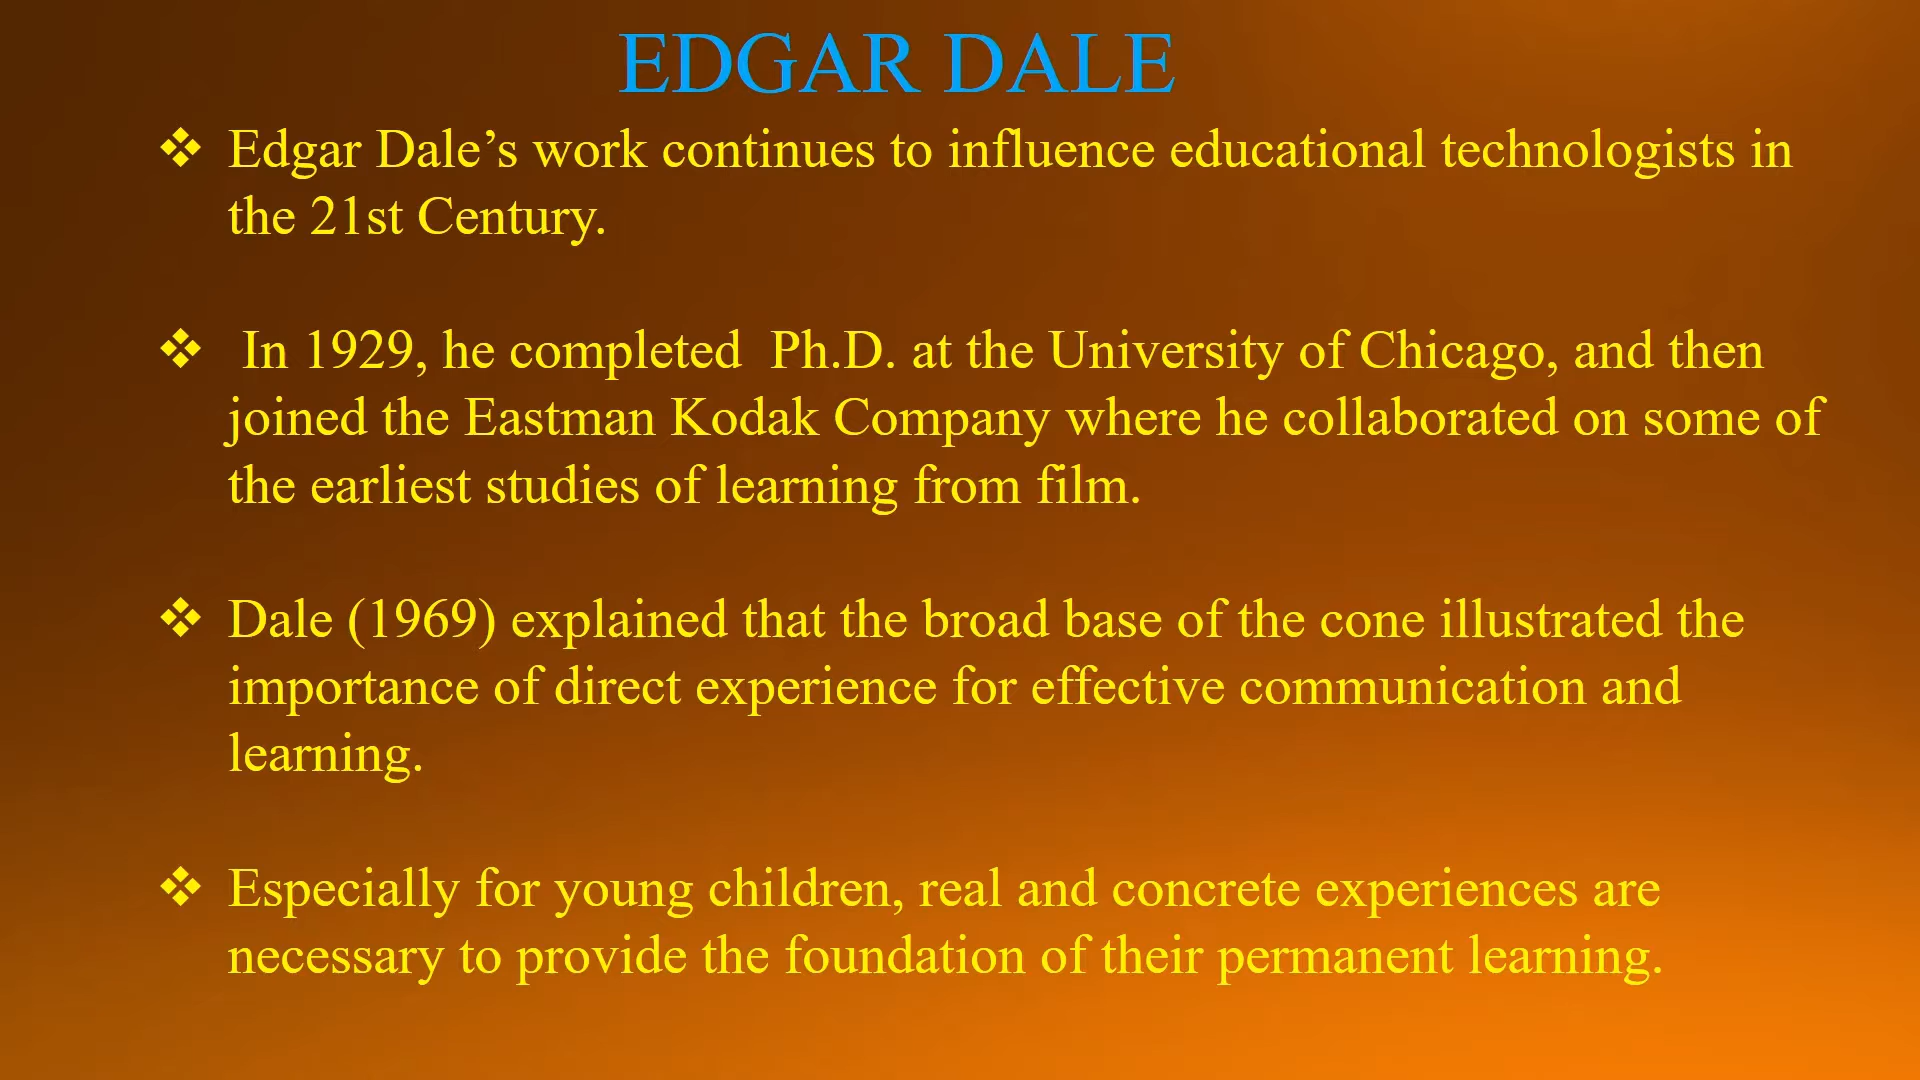 EDGAR DALE
❖ Edgar Dale’s work continues to influence educational technologists in
the 21st Century.
❖ In 1929, he completed  Ph.D. at the University of Chicago, and then
joined the Eastman Kodak Company where he collaborated on some of
the earliest studies of learning from film.
❖ Dale (1969) explained that the broad base of the cone illustrated the
importance of direct experience for effective communication and
learning.
❖ Especially for young children, real and concrete experiences are
necessary to provide the foundation of their permanent learning.